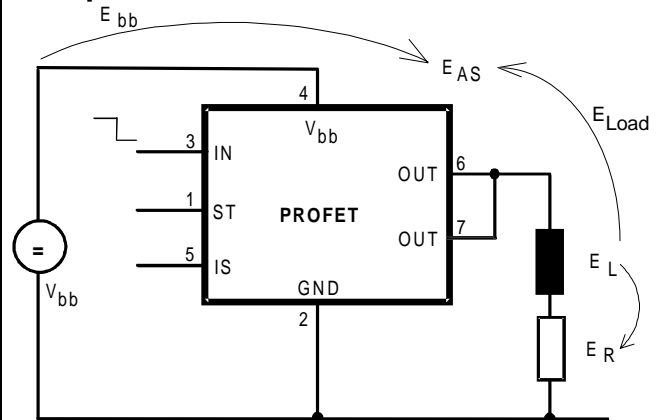 E bb
E AS
E Load
4
V bb
3 IN
OUT 6
1 ST
PROFET
OUT 7
5 IS
=
V bb
GND
2
E L
E R